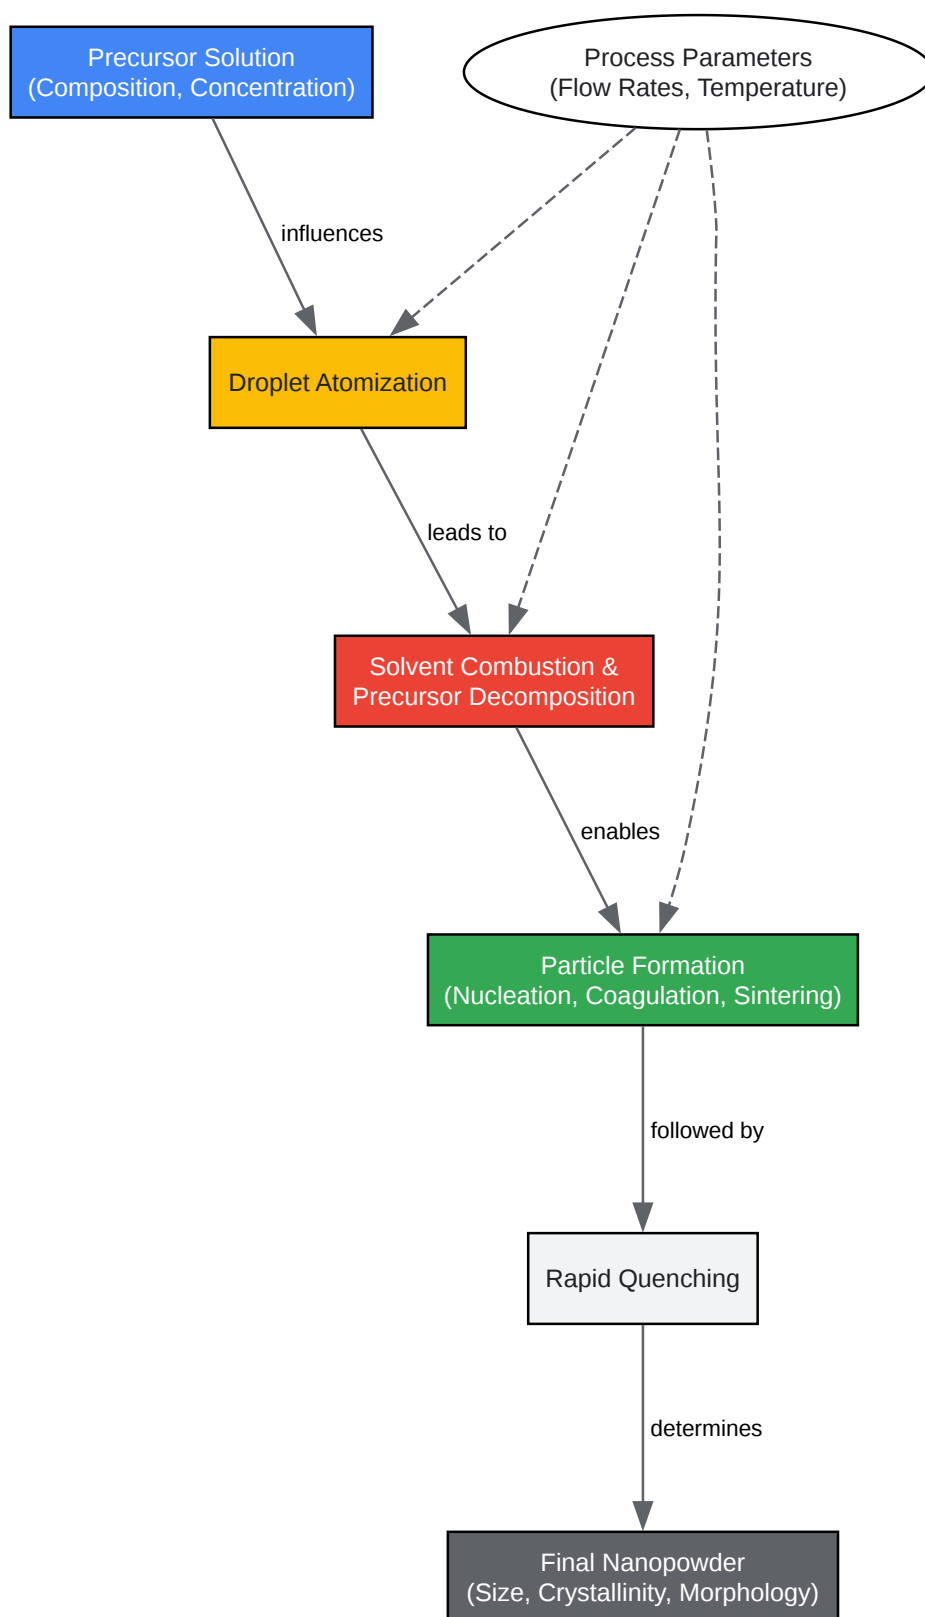 Precursor Solution
(Composition, Concentration)
Process Parameters
(Flow Rates, Temperature)
influences
Droplet Atomization
leads to
Solvent Combustion &
Precursor Decomposition
enables
Particle Formation
(Nucleation, Coagulation, Sintering)
followed by
Rapid Quenching
determines
Final Nanopowder
(Size, Crystallinity, Morphology)